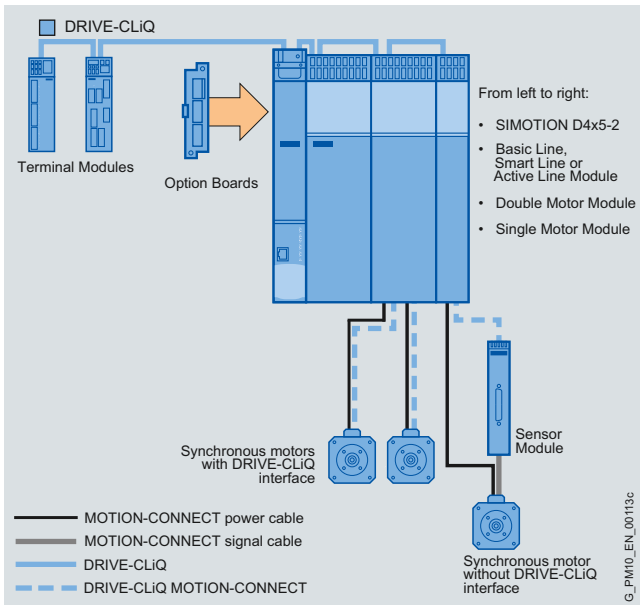 DRIVE-CLiQ
Terminal Modules
Option Boards
From left to right:
• SIMOTION D4x5-2
• Basic Line,
Smart Line or
Active Line Module
• Double Motor Module
• Single Motor Module
Synchronous motors
with DRIVE-CLiQ
interface
Sensor
Module
Synchronous motor
without DRIVE-CLiQ
interface
MOTION-CONNECT power cable
MOTION-CONNECT signal cable
DRIVE-CLiQ
DRIVE-CLiQ MOTION-CONNECT
G_PM10_EN_00113c